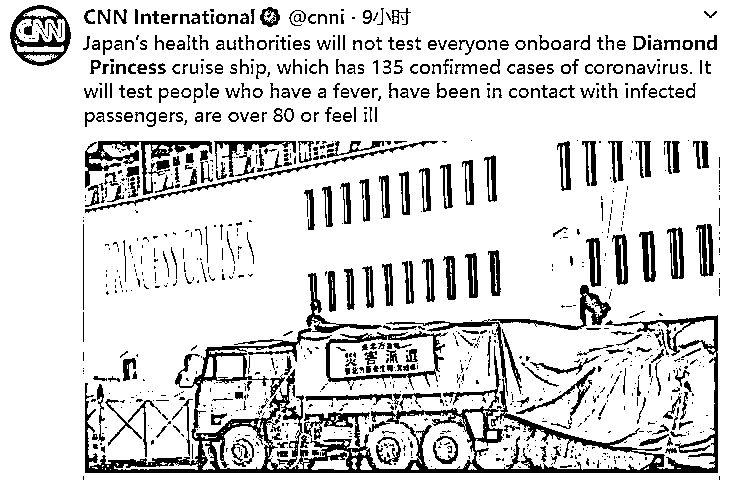 CNN
CNN International @cnni · 9小时
Japan's health authorities will not test everyone onboard the Diamond
Princess cruise ship, which has 135 confirmed cases of coronavirus. It
will test people who have a fever, have been in contact with infected
passengers, are over 80 or feel ill
PRINCESS CRUISES
災害派遣